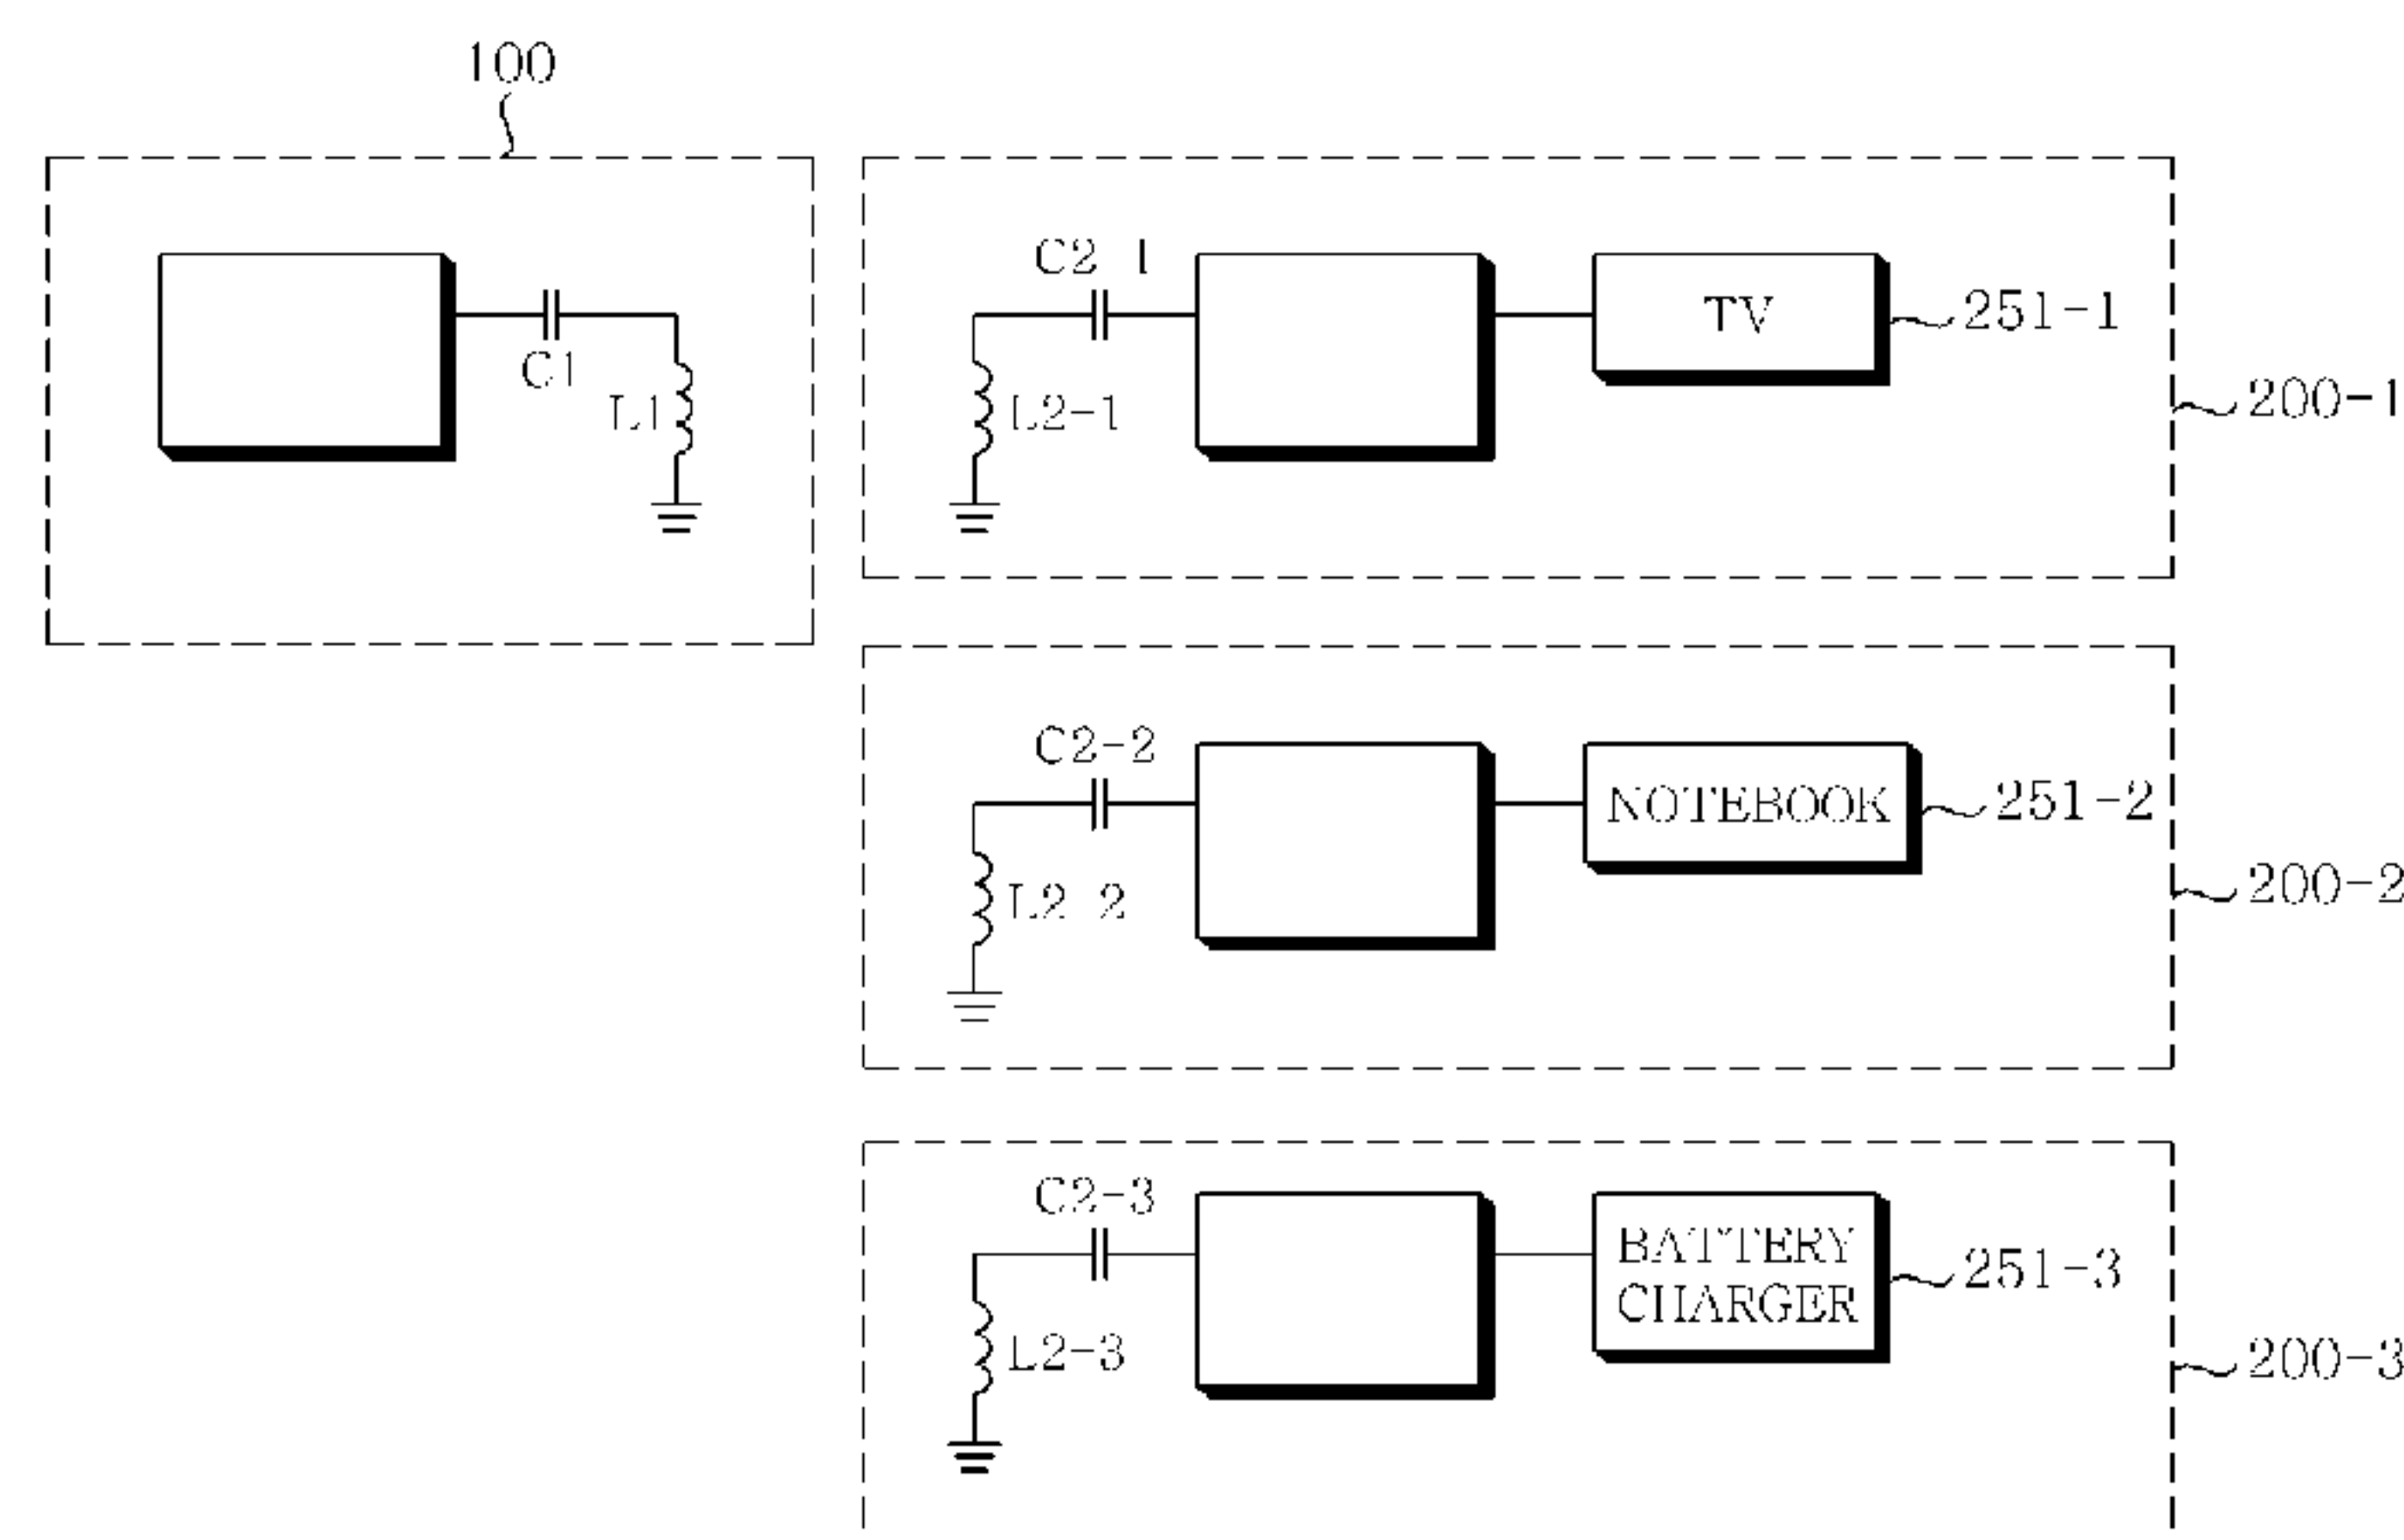 100
C1
L1
C2-1
L2-1
TV
251-1
200-1
C2-2
L2-2
NOTEBOOK
251-2
200-2
C2-3
L2-3
BATTERY
CHARGER
251-3
200-3